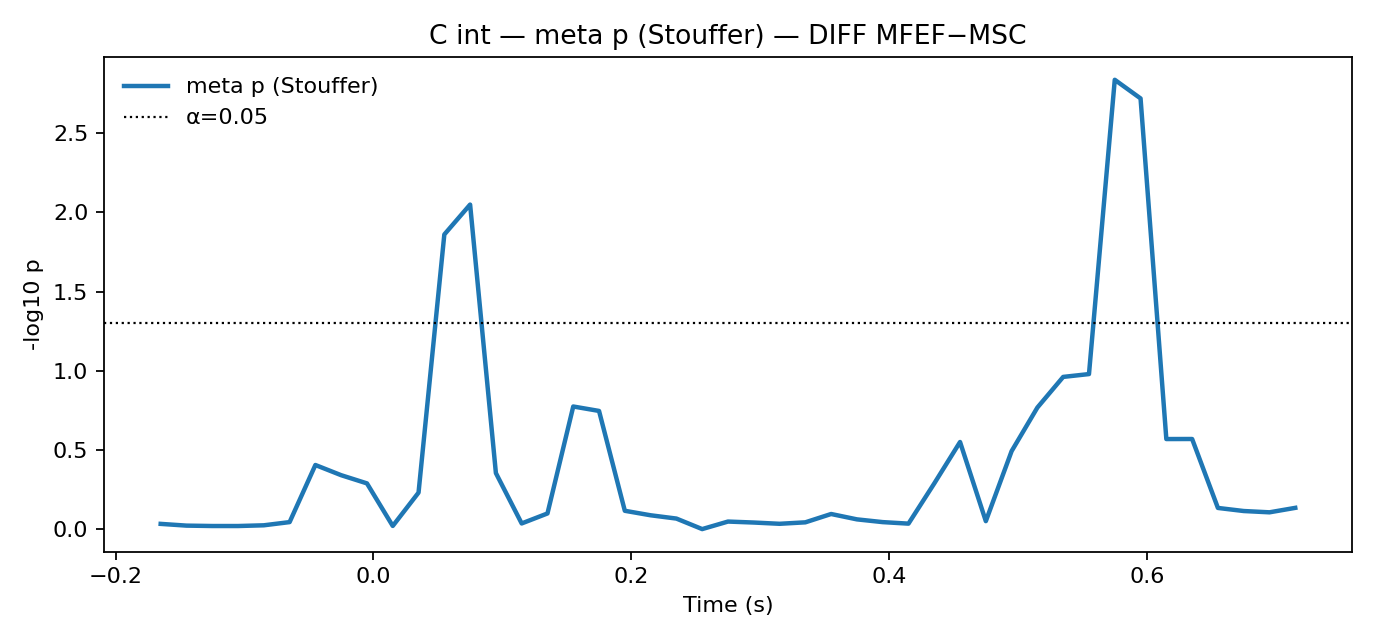 C int — meta p (Stouffer) — DIFF MFEF−MSC
meta p (Stouffer)
α=0.05
-log10 p
2.5
2.0
1.5
1.0
0.5
0.0
−0.2
0.0
0.2
0.4
0.6
Time (s)